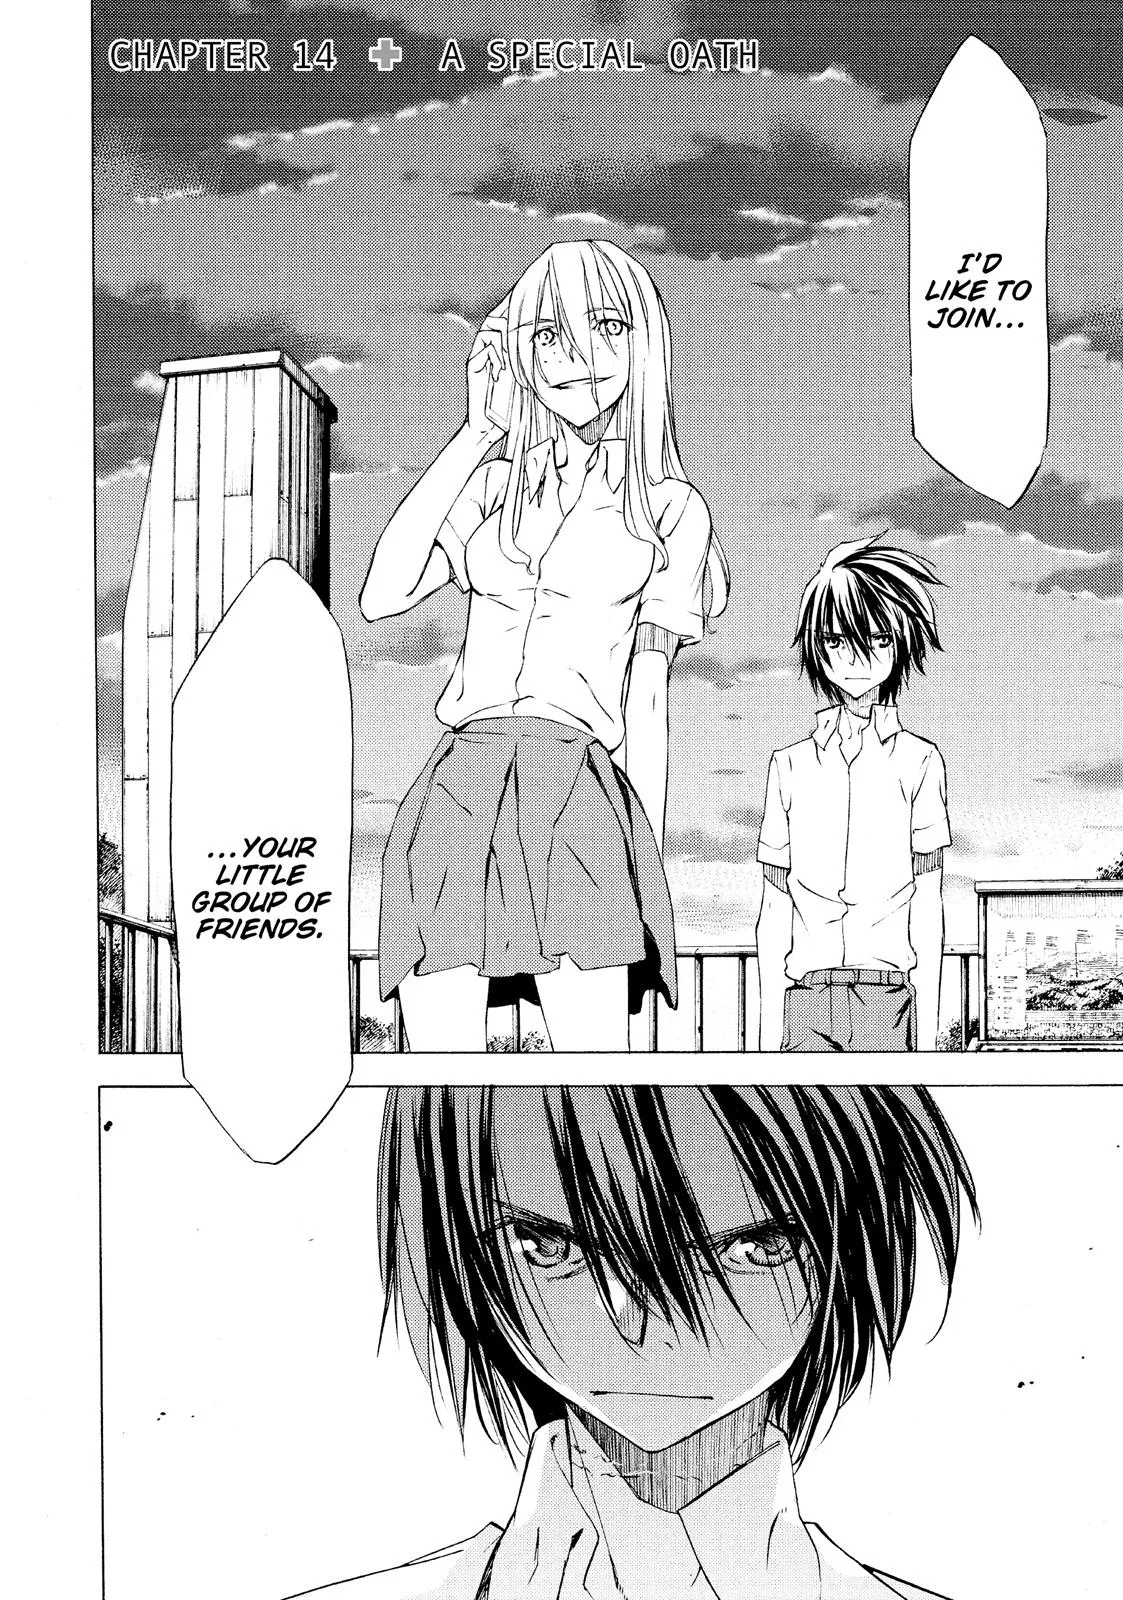 CHAPTER 14 + A SPECIAL OATH
I'D
LIKE TO
JOIN...
...YOUR
LITTLE
GROUP OF
FRIENDS.